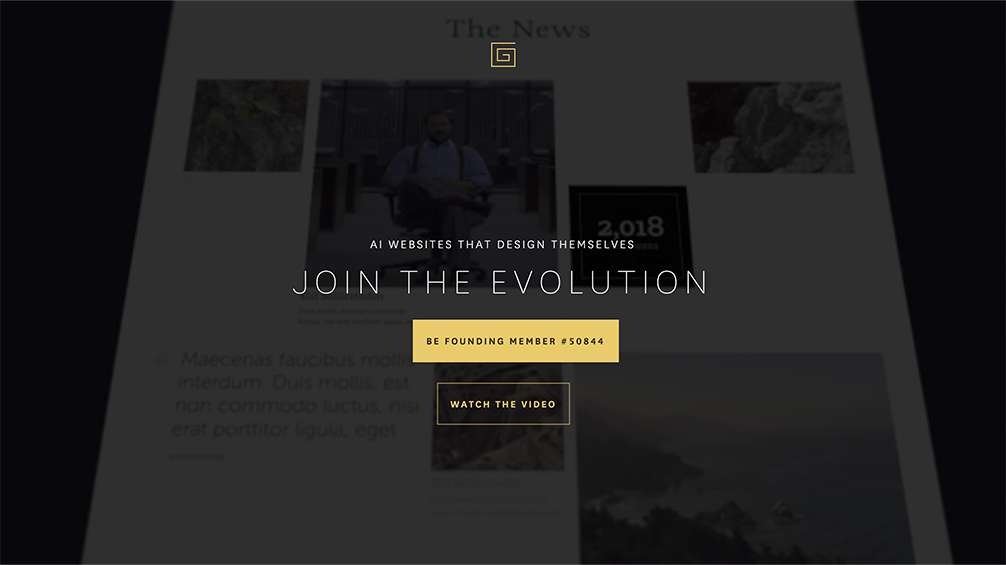 The News
2,018
AI WEBSITES THAT DESIGN THEMSELVES
JOIN THE EVOLUTION
BE FOUNDING MEMBER #50844
WATCH THE VIDEO
Maecenas faucibus mollis
interdum. Duis mollis, est
non commodo luctus, nisi
erat porttitor ligula, eget